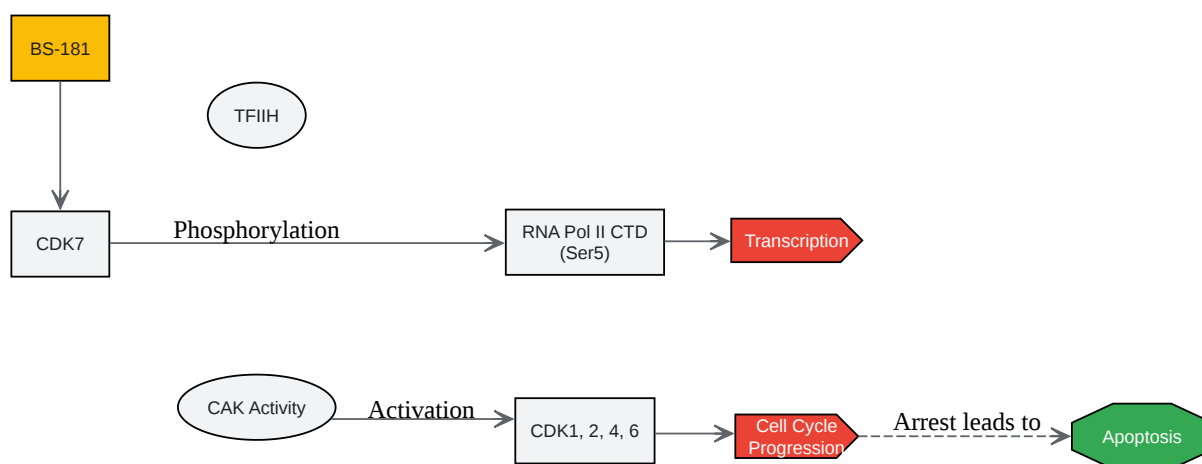 BS-181
TFIIH
CDK7
Phosphorylation
RNA Pol II CTD
(Ser5)
Transcription
CAK Activity
Activation
CDK1, 2, 4, 6
Cell Cycle
Progression
Arrest leads to
Apoptosis